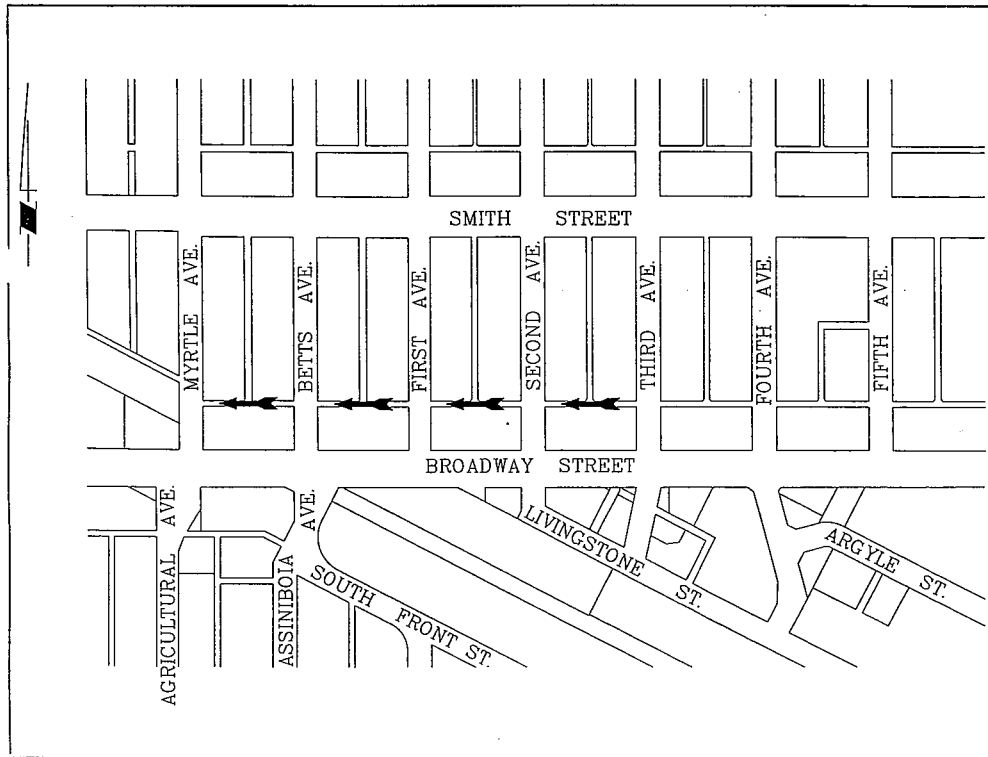 SMITH STREET
MYRTLE AVE.
BETTS AVE.
FIRST AVE.
SECOND AVE.
THIRD AVE.
FOURTH AVE.
FIFTH AVE.
BROADWAY STREET
AGRICULTURAL AVE.
ASSINIBOIA AVE.
SOUTH FRONT ST.
LIVINGSTONE ST.
ARGYLE ST.